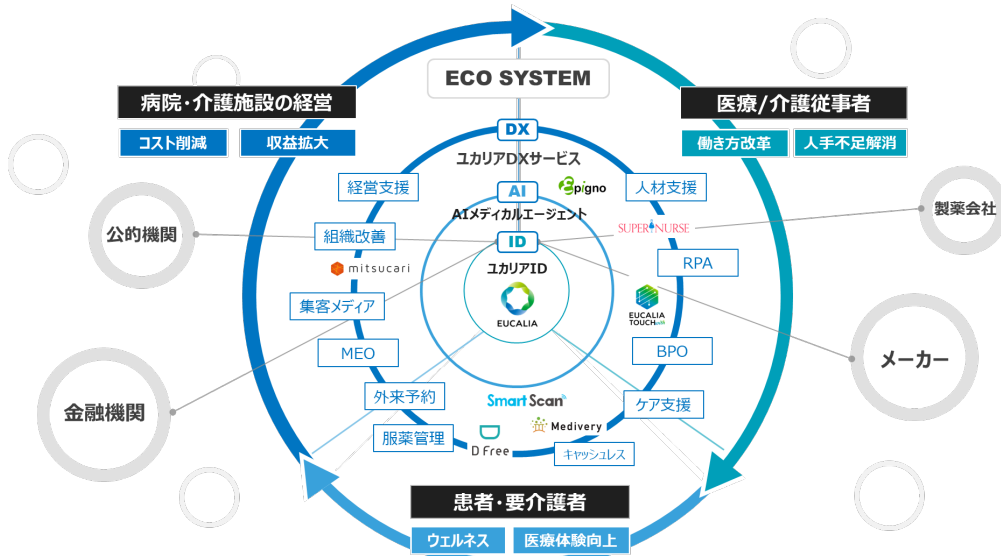 ECO SYSTEM
病院・介護施設の経営
コスト削減
収益拡大
医療/介護従事者
働き方改革
人手不足解消
DX
ユカリアDXサービス
AI
AIメディカルエージェント
ID
ユカリアID
EUCALIA
経営支援
組織改善
mitsucari
集客メディア
MEO
外来予約
服薬管理
D Free
Smart Scan
Medivery
キャッシュレス
ケア支援
BPO
EUCALIA
TOUCH
RPA
SUPER NURSE
人材支援
Epigno
公的機関
金融機関
製薬会社
メーカー
患者・要介護者
ウェルネス
医療体験向上